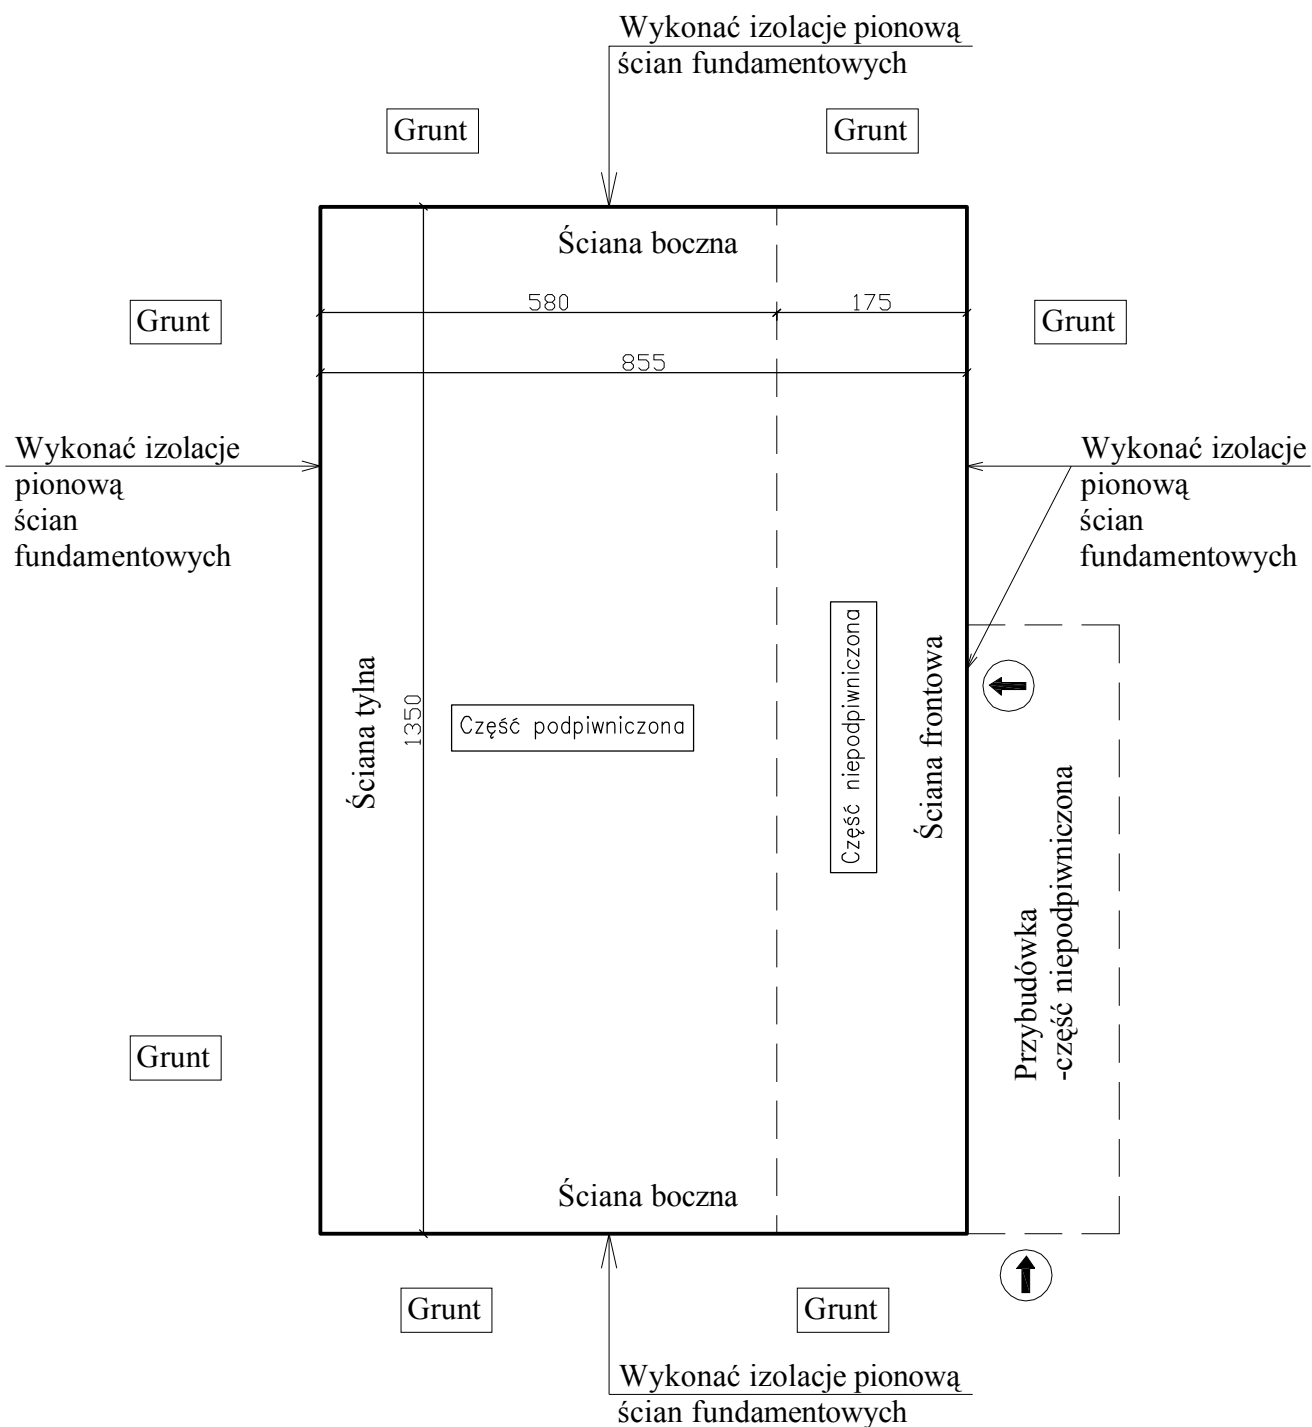 Wykonać izolacje pionową
ścian fundamentowych
Grunt
Grunt
Ściana boczna
580
175
Grunt
Grunt
855
Wykonać izolacje
pionową
ścian
fundamentowych
Wykonać izolacje
pionową
ścian
fundamentowych
Ściana tylna
1350
Część podpiwniczona
Część niepodpiwniczona
Ściana frontowa
Przybudówka
-część niepodpiwniczona
Grunt
Ściana boczna
Grunt
Grunt
Wykonać izolacje pionową
ścian fundamentowych